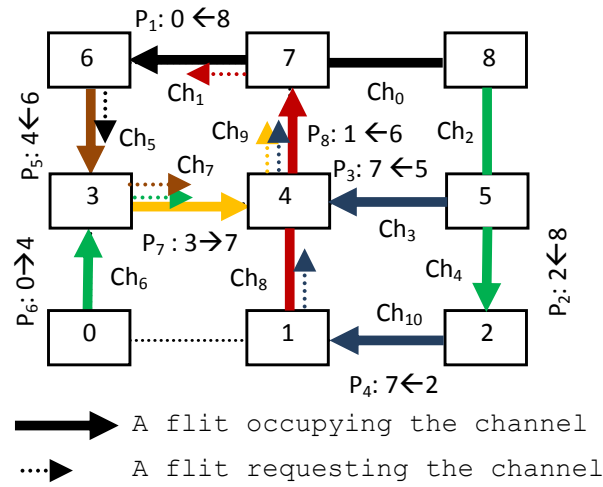 P₁: 0 ← 8
6
7
8
Ch₁
Ch₀
P₅: 4←6
Ch₅
Ch₉
P₈: 1 ←6
Ch₂
Ch₇
P₃: 7 ←5
3
4
5
P₇ : 3→7
Ch₃
P₆: 0→4
Ch₆
Ch₈
Ch₄
P₂: 2←8
0
1
Ch₁₀
2
P₄: 7←2
A flit occupying the channel
A flit requesting the channel